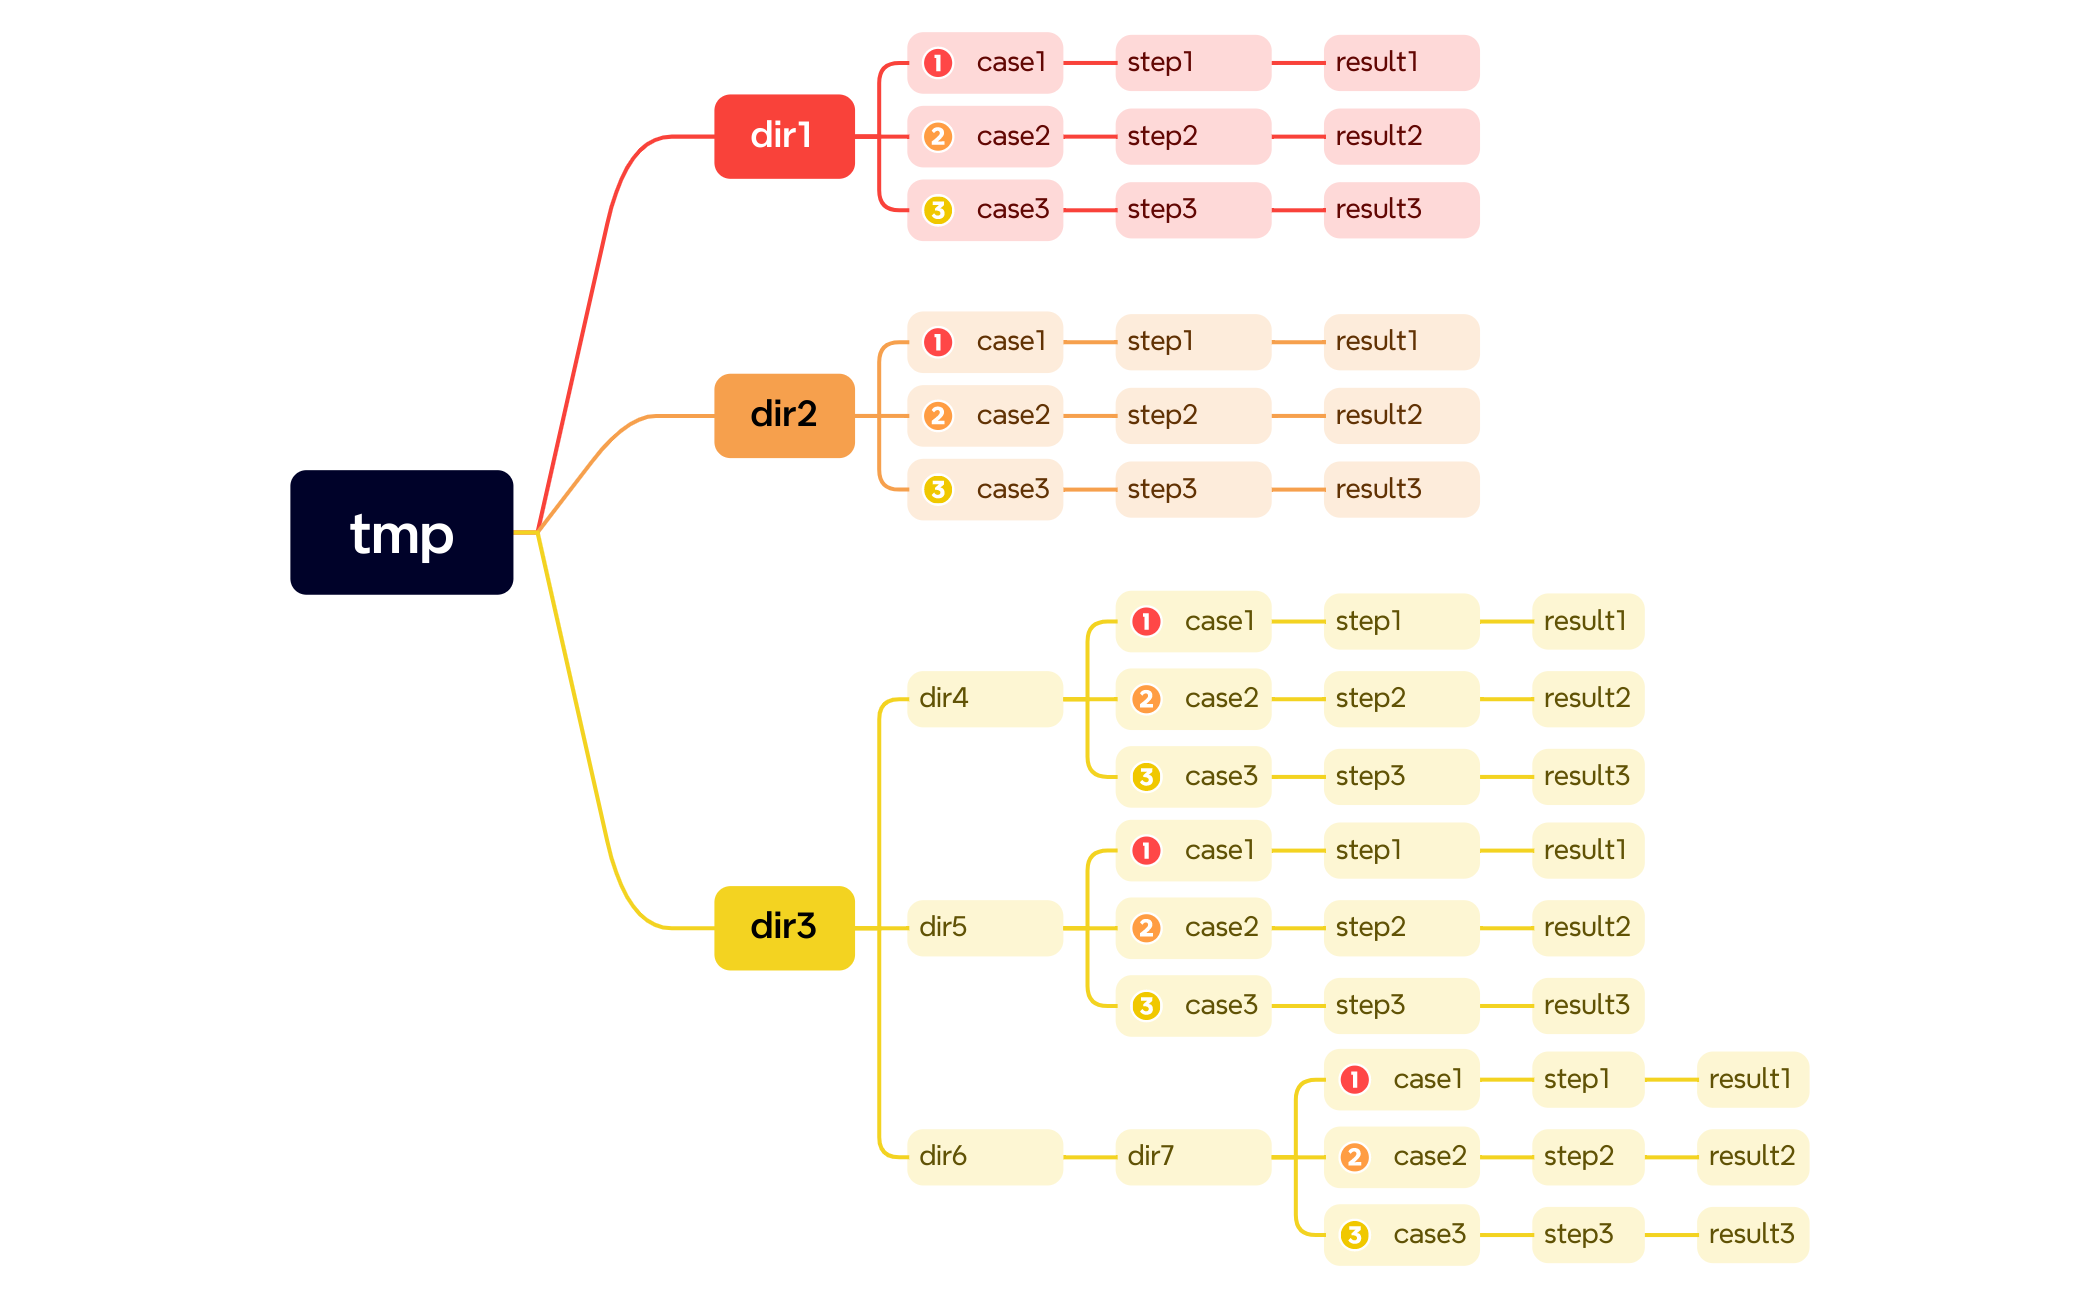 tmp
dir1
1 case1 step1 result1
2 case2 step2 result2
3 case3 step3 result3
dir2
1 case1 step1 result1
2 case2 step2 result2
3 case3 step3 result3
dir3
dir4
1 case1 step1 result1
2 case2 step2 result2
3 case3 step3 result3
dir5
1 case1 step1 result1
2 case2 step2 result2
3 case3 step3 result3
dir6 dir7
1 case1 step1 result1
2 case2 step2 result2
3 case3 step3 result3